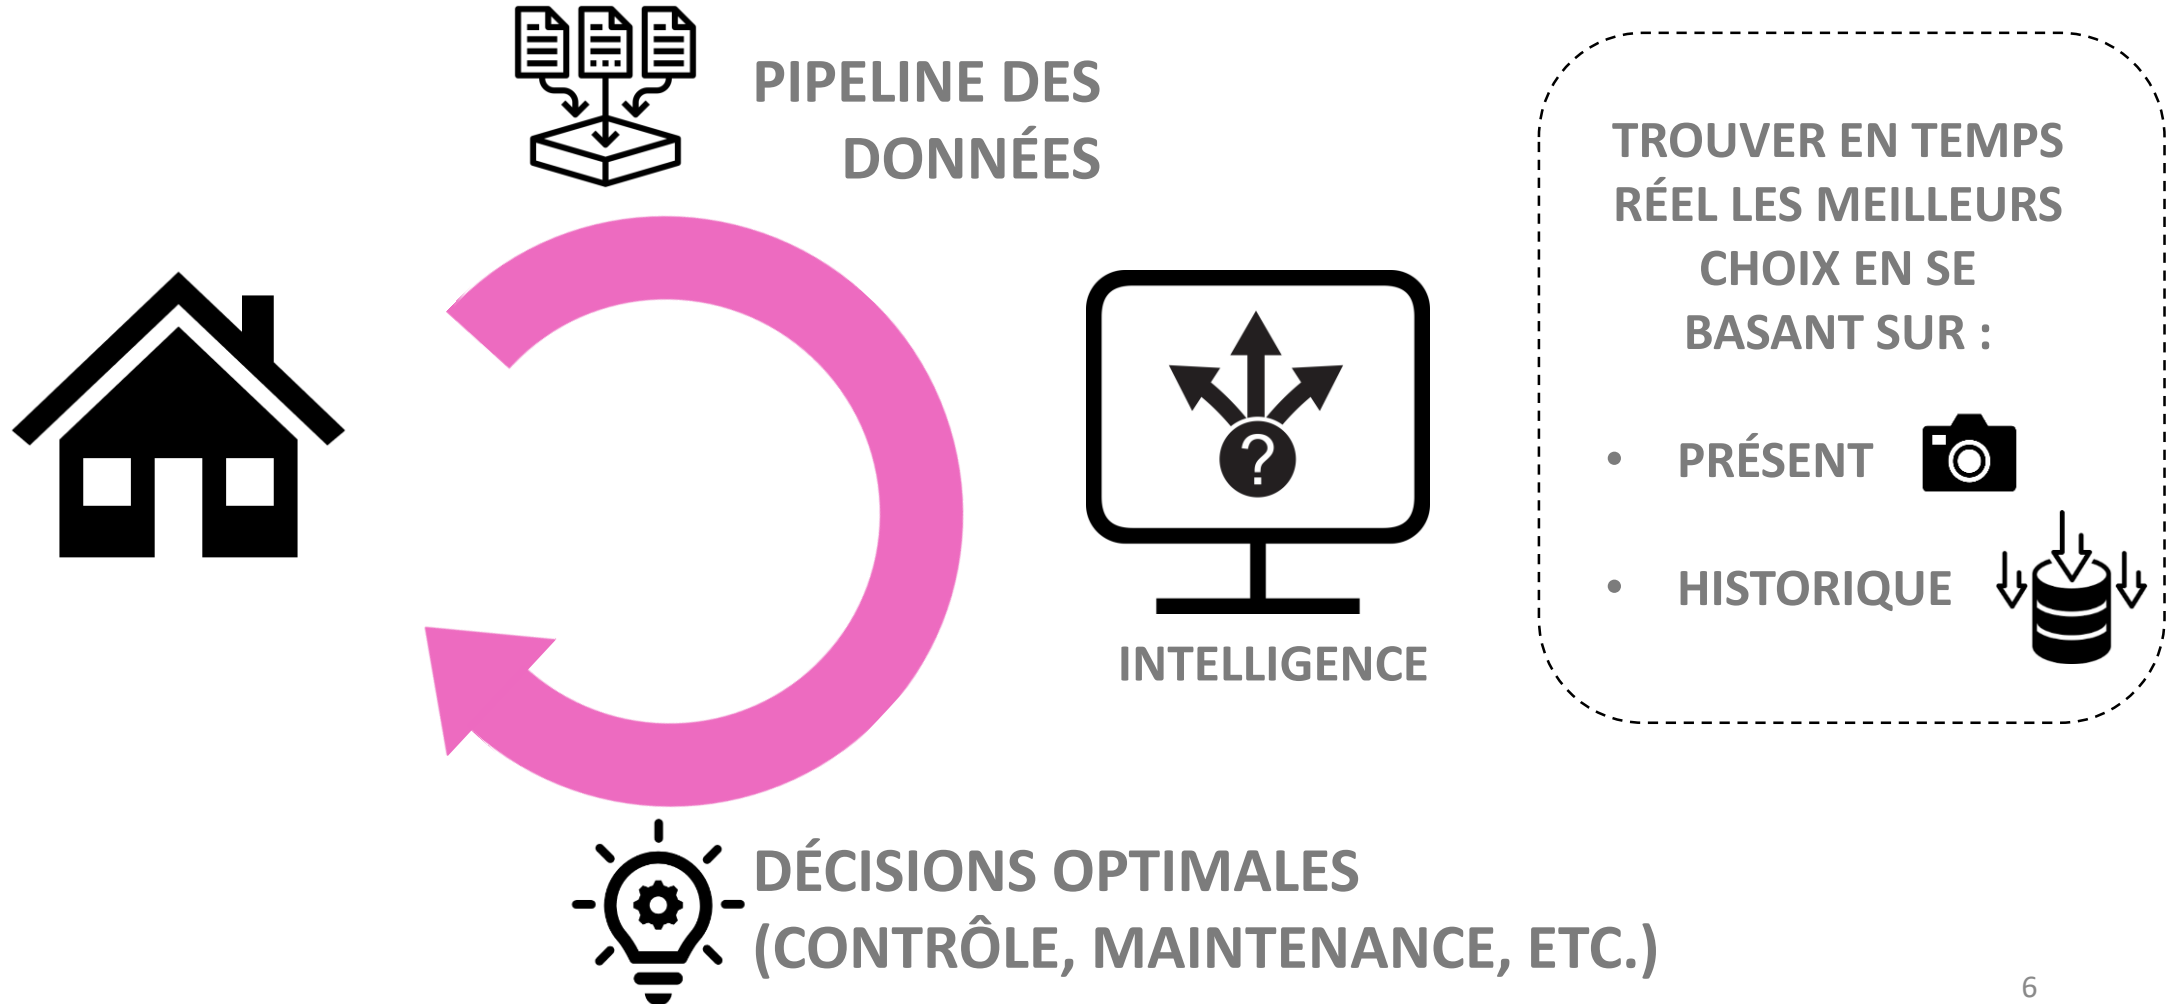 PIPELINE DES
DONNÉES
TROUVER EN TEMPS
RÉEL LES MEILLEURS
CHOIX EN SE
BASANT SUR :
• PRÉSENT
• HISTORIQUE
?
INTELLIGENCE
DÉCISIONS OPTIMALES
(CONTRÔLE, MAINTENANCE, ETC.)
6